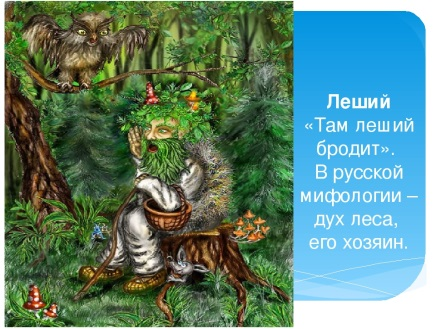 Леший
«Там леший
бродит».
В русской
мифологии –
дух леса,
его хозяин.